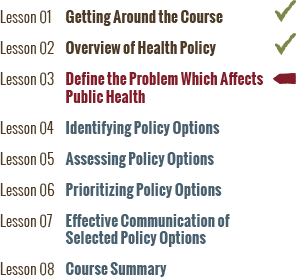 Lesson 01 Getting Around the Course
Lesson 02 Overview of Health Policy
Lesson 03 Define the Problem Which Affects
Public Health
Lesson 04 Identifying Policy Options
Lesson 05 Assessing Policy Options
Lesson 06 Prioritizing Policy Options
Lesson 07 Effective Communication of
Selected Policy Options
Lesson 08 Course Summary